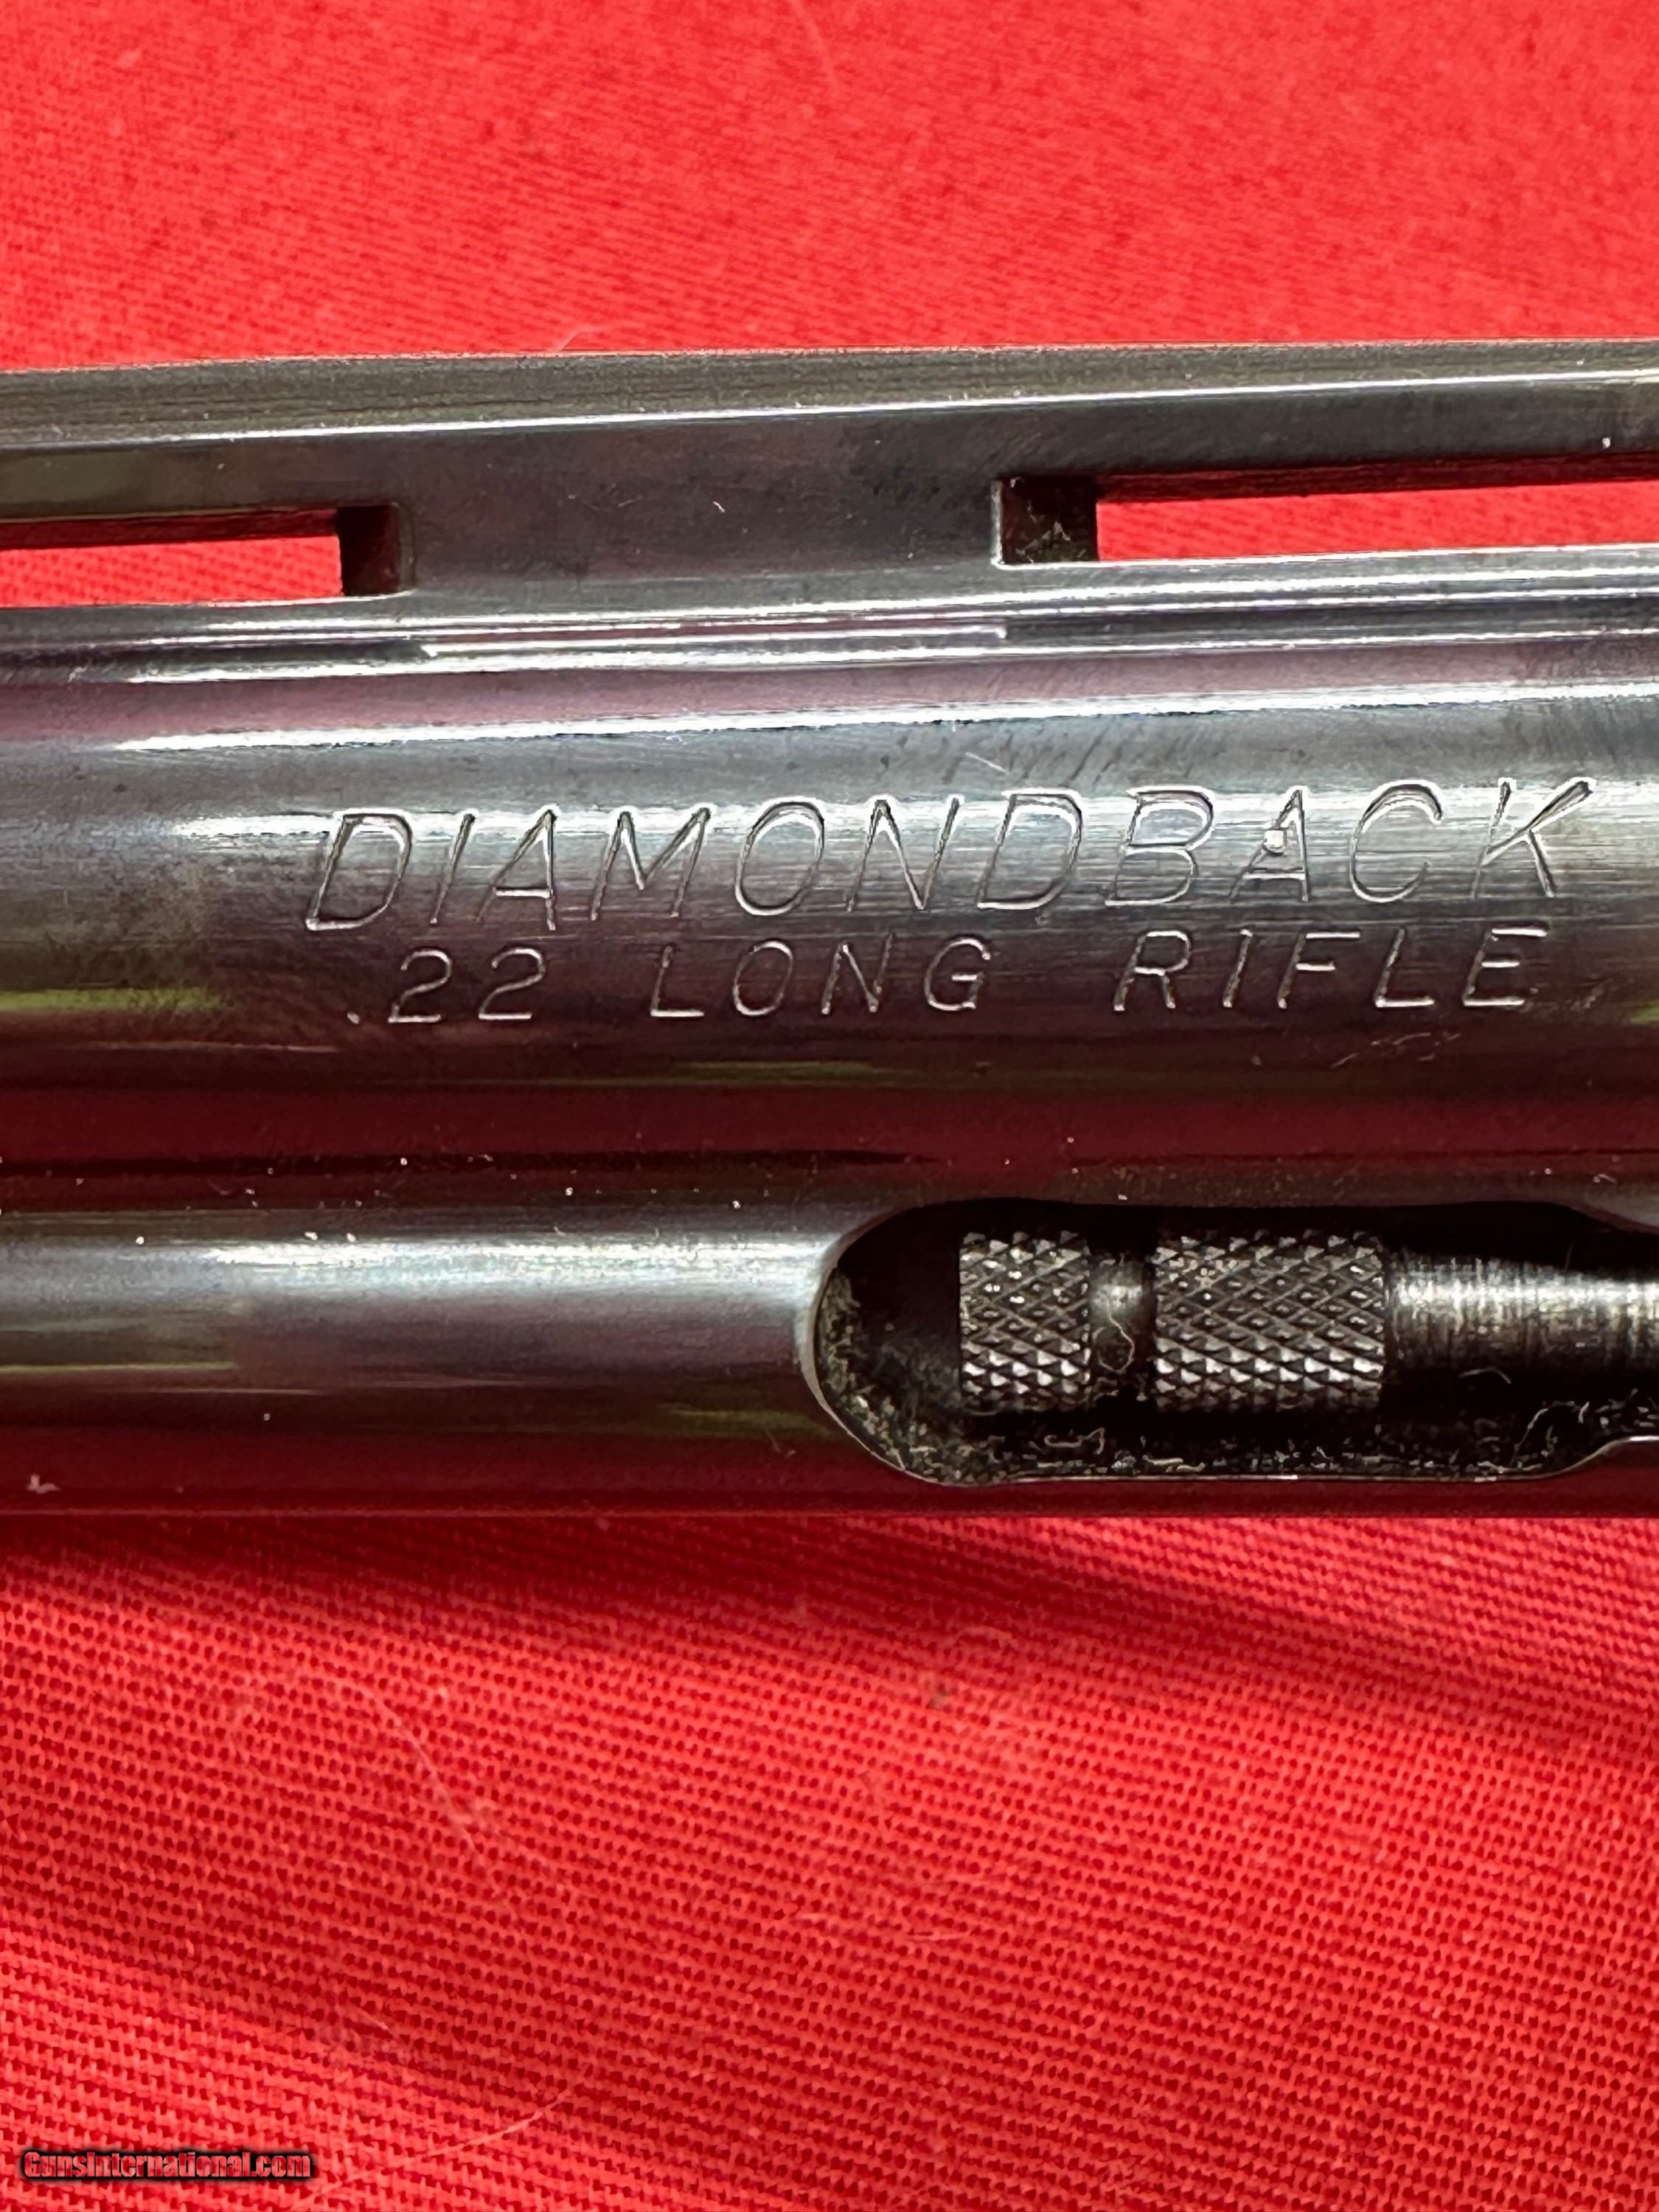 DIAMONDBACK
.22 LONG RIFLE
GunsInternational.com